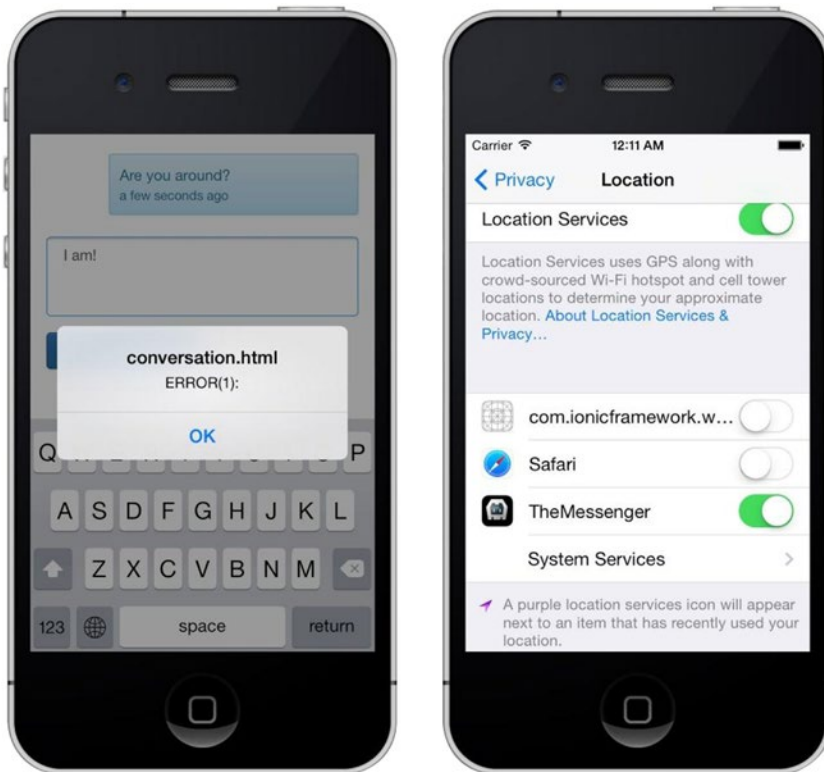 Are you around?
a few seconds ago
I am!
conversation.html
ERROR(1):
OK
Q P
A S D F G H J K L
Z X C V B N M
123 space return
Carrier 12:11 AM
Privacy Location
Location Services
Location Services uses GPS along with
crowd-sourced Wi-Fi hotspot and cell tower
locations to determine your approximate
location. About Location Services &
Privacy...
com.ionicframework.w...
Safari
TheMessenger
System Services
A purple location services icon will appear
next to an item that has recently used your
location.